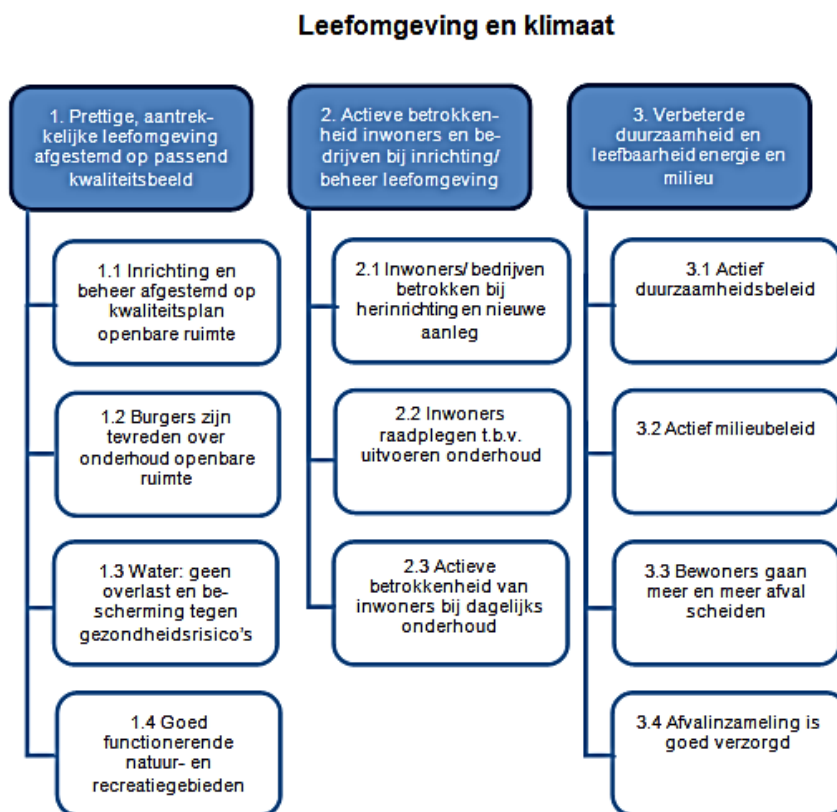 Leefomgeving en klimaat
1. Prettige, aantrek-
kelijke leefomgeving
afgestemd op passend
kwaliteitsbeeld
1.1 Inrichting en
beheer afgestemd op
kwaliteitsplan
openbare ruimte
1.2 Burgers zijn
tevreden over
onderhoud openbare
ruimte
1.3 Water: geen
overlast en be-
scherming tegen
gezondheidsrisico's
1.4 Goed
functionerende
natuur- en
recreatiegebieden
2. Actieve betrokken-
heid inwoners en be-
drijven bij inrichting/
beheer leefomgeving
2.1 Inwoners/ bedrijven
betrokken bij
herinrichting en nieuwe
aanleg
2.2 Inwoners
raadplegen t.b.v.
uitvoeren onderhoud
2.3 Actieve
betrokkenheid van
inwoners bij dagelijks
onderhoud
3. Verbeterde
duurzaamheid en
leefbaarheid energie en
milieu
3.1 Actief
duurzaamheidsbeleid
3.2 Actief milieubeleid
3.3 Bewoners gaan
meer en meer afval
scheiden
3.4 Afvalinzameling is
goed verzorgd